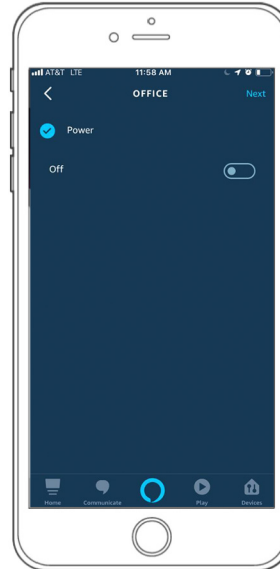 AT&T LTE 11:58 AM
OFFICE Next
Power
Off
Home Communicate Play Devices